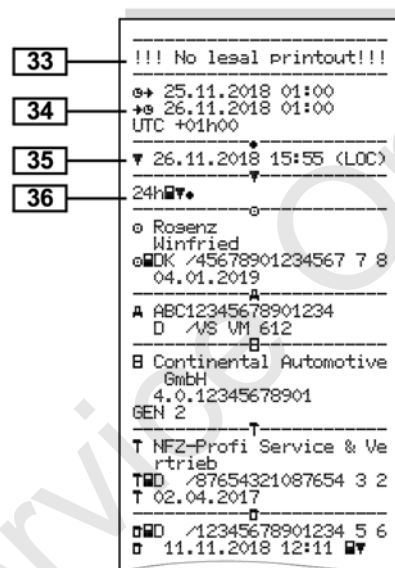 33
!!! No legal printout!!!
34
25.11.2018 01:00
26.11.2018 01:00
UTC +01h00
35
▼ 26.11.2018 15:55 (LOC)
36
24h▼
Rosenz
Winfried
DK /45678901234567 7 8
04.01.2019
A
A ABC12345678901234
D /VS VM 612
B
B Continental Automotive
GmbH
4.0.12345678901
GEN 2
T
T NFZ-Profi Service & Ve
rtrieb
T D /87654321087654 3 2
T 02.04.2017
D /12345678901234 5 6
11.11.2018 12:11 ▼